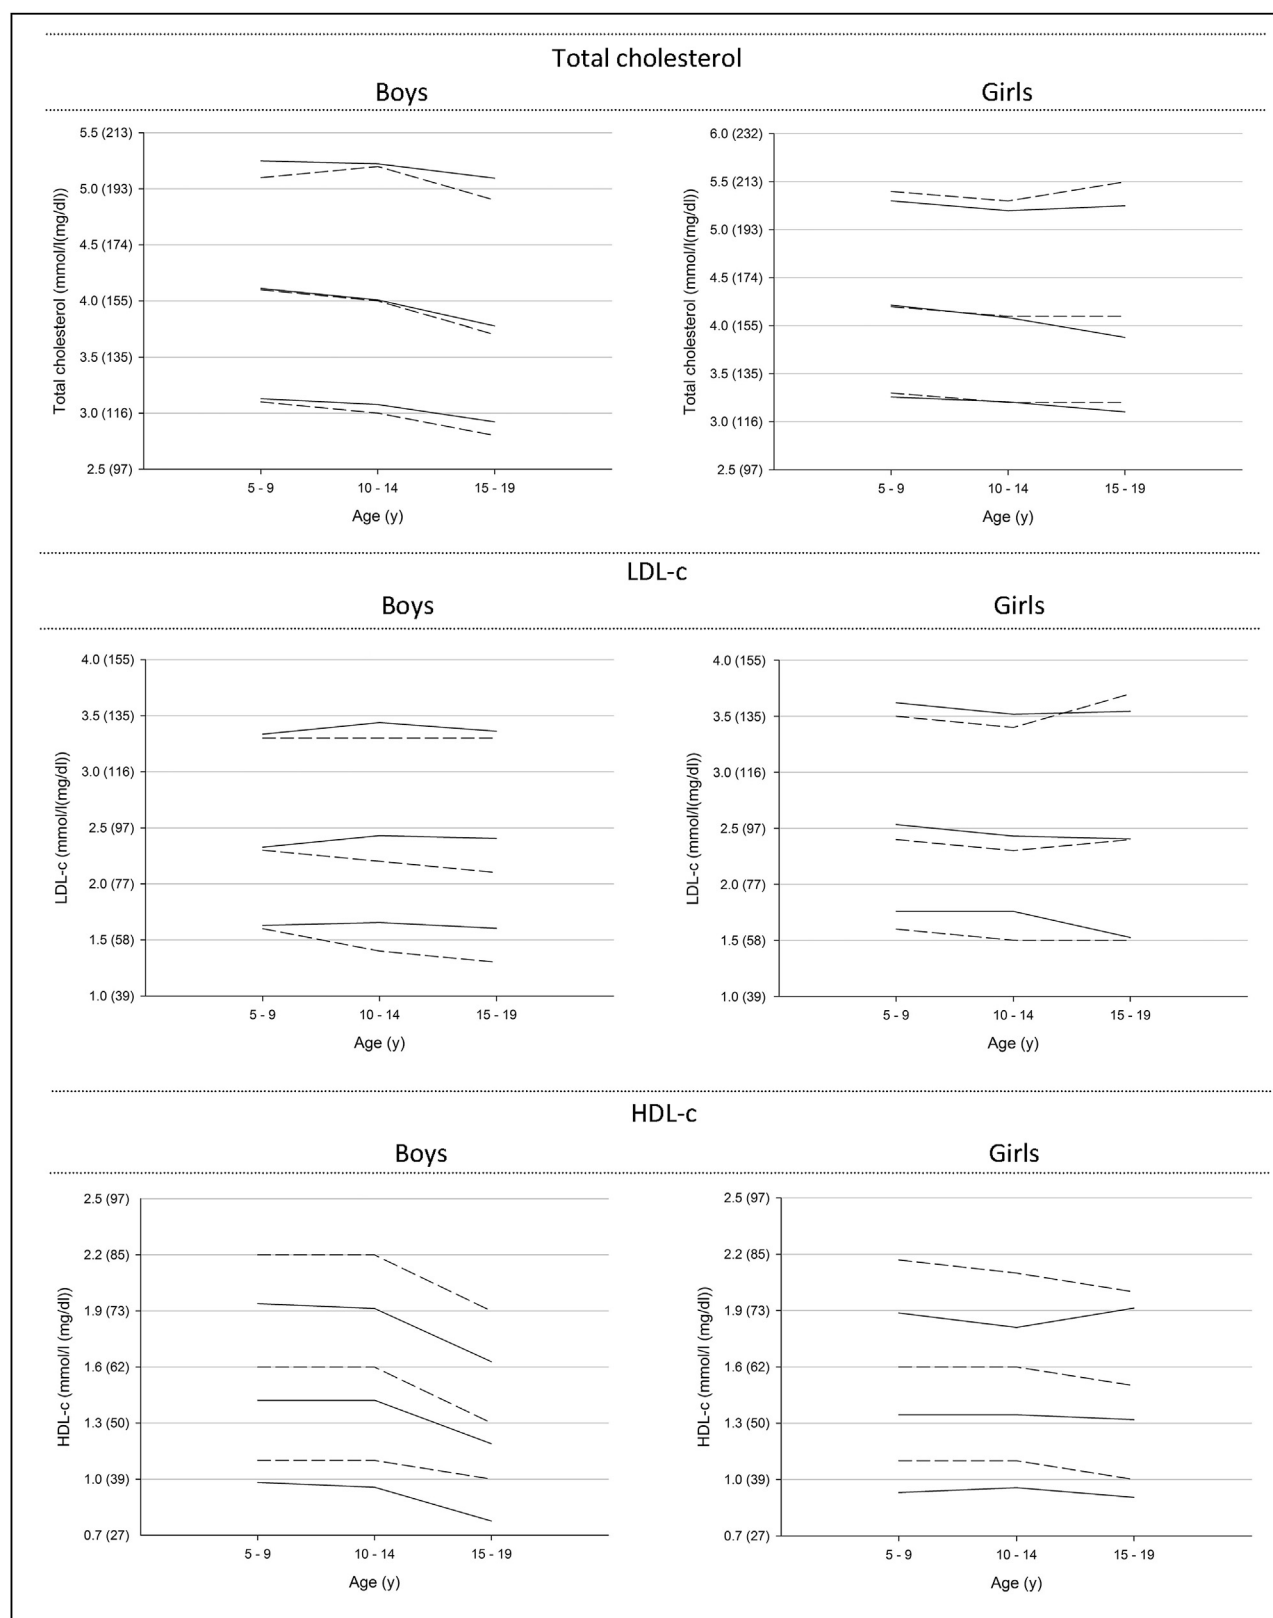 Total cholesterol
Boys Girls
Total cholesterol (mmol/l(mg/dl))
5.5 (213)
5.0 (193)
4.5 (174)
4.0 (155)
3.5 (135)
3.0 (116)
2.5 (97)
5 - 9 10 - 14 15 - 19
Age (y)
Total cholesterol (mmol/l(mg/dl))
6.0 (232)
5.5 (213)
5.0 (193)
4.5 (174)
4.0 (155)
3.5 (135)
3.0 (116)
2.5 (97)
5 - 9 10 - 14 15 - 19
Age (y)
LDL-c
Boys Girls
LDL-c (mmol/l(mg/dl))
4.0 (155)
3.5 (135)
3.0 (116)
2.5 (97)
2.0 (77)
1.5 (58)
1.0 (39)
5 - 9 10 - 14 15 - 19
Age (y)
LDL-c (mmol/l(mg/dl))
4.0 (155)
3.5 (135)
3.0 (116)
2.5 (97)
2.0 (77)
1.5 (58)
1.0 (39)
5 - 9 10 - 14 15 - 19
Age (y)
HDL-c
Boys Girls
HDL-c (mmol/l (mg/dl))
2.5 (97)
2.2 (85)
1.9 (73)
1.6 (62)
1.3 (50)
1.0 (39)
0.7 (27)
5 - 9 10 - 14 15 - 19
Age (y)
HDL-c (mmol/l (mg/dl))
2.5 (97)
2.2 (85)
1.9 (73)
1.6 (62)
1.3 (50)
1.0 (39)
0.7 (27)
5 - 9 10 - 14 15 - 19
Age (y)